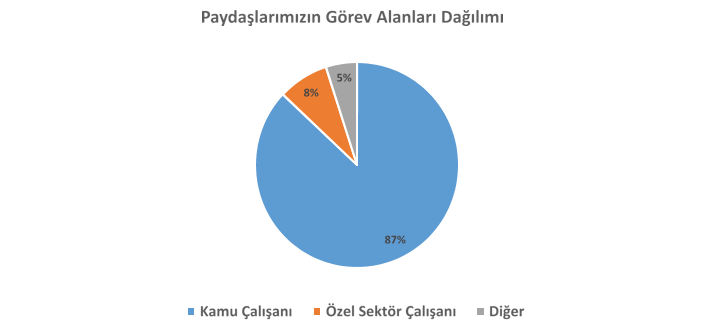 Paydaşlarımızın Görev Alanları Dağılımı
5%
8%
87%
Kamu Çalışanı Özel Sektör Çalışanı Diğer